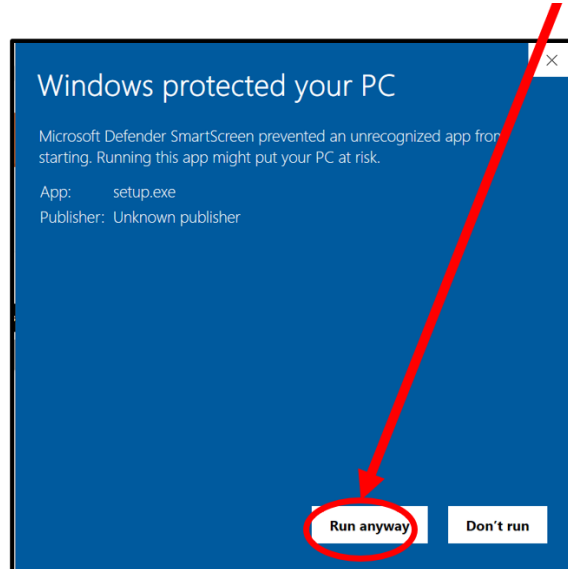 Windows protected your PC
Microsoft Defender SmartScreen prevented an unrecognized app from
starting. Running this app might put your PC at risk.
App: setup.exe
Publisher: Unknown publisher
Run anyway Don't run